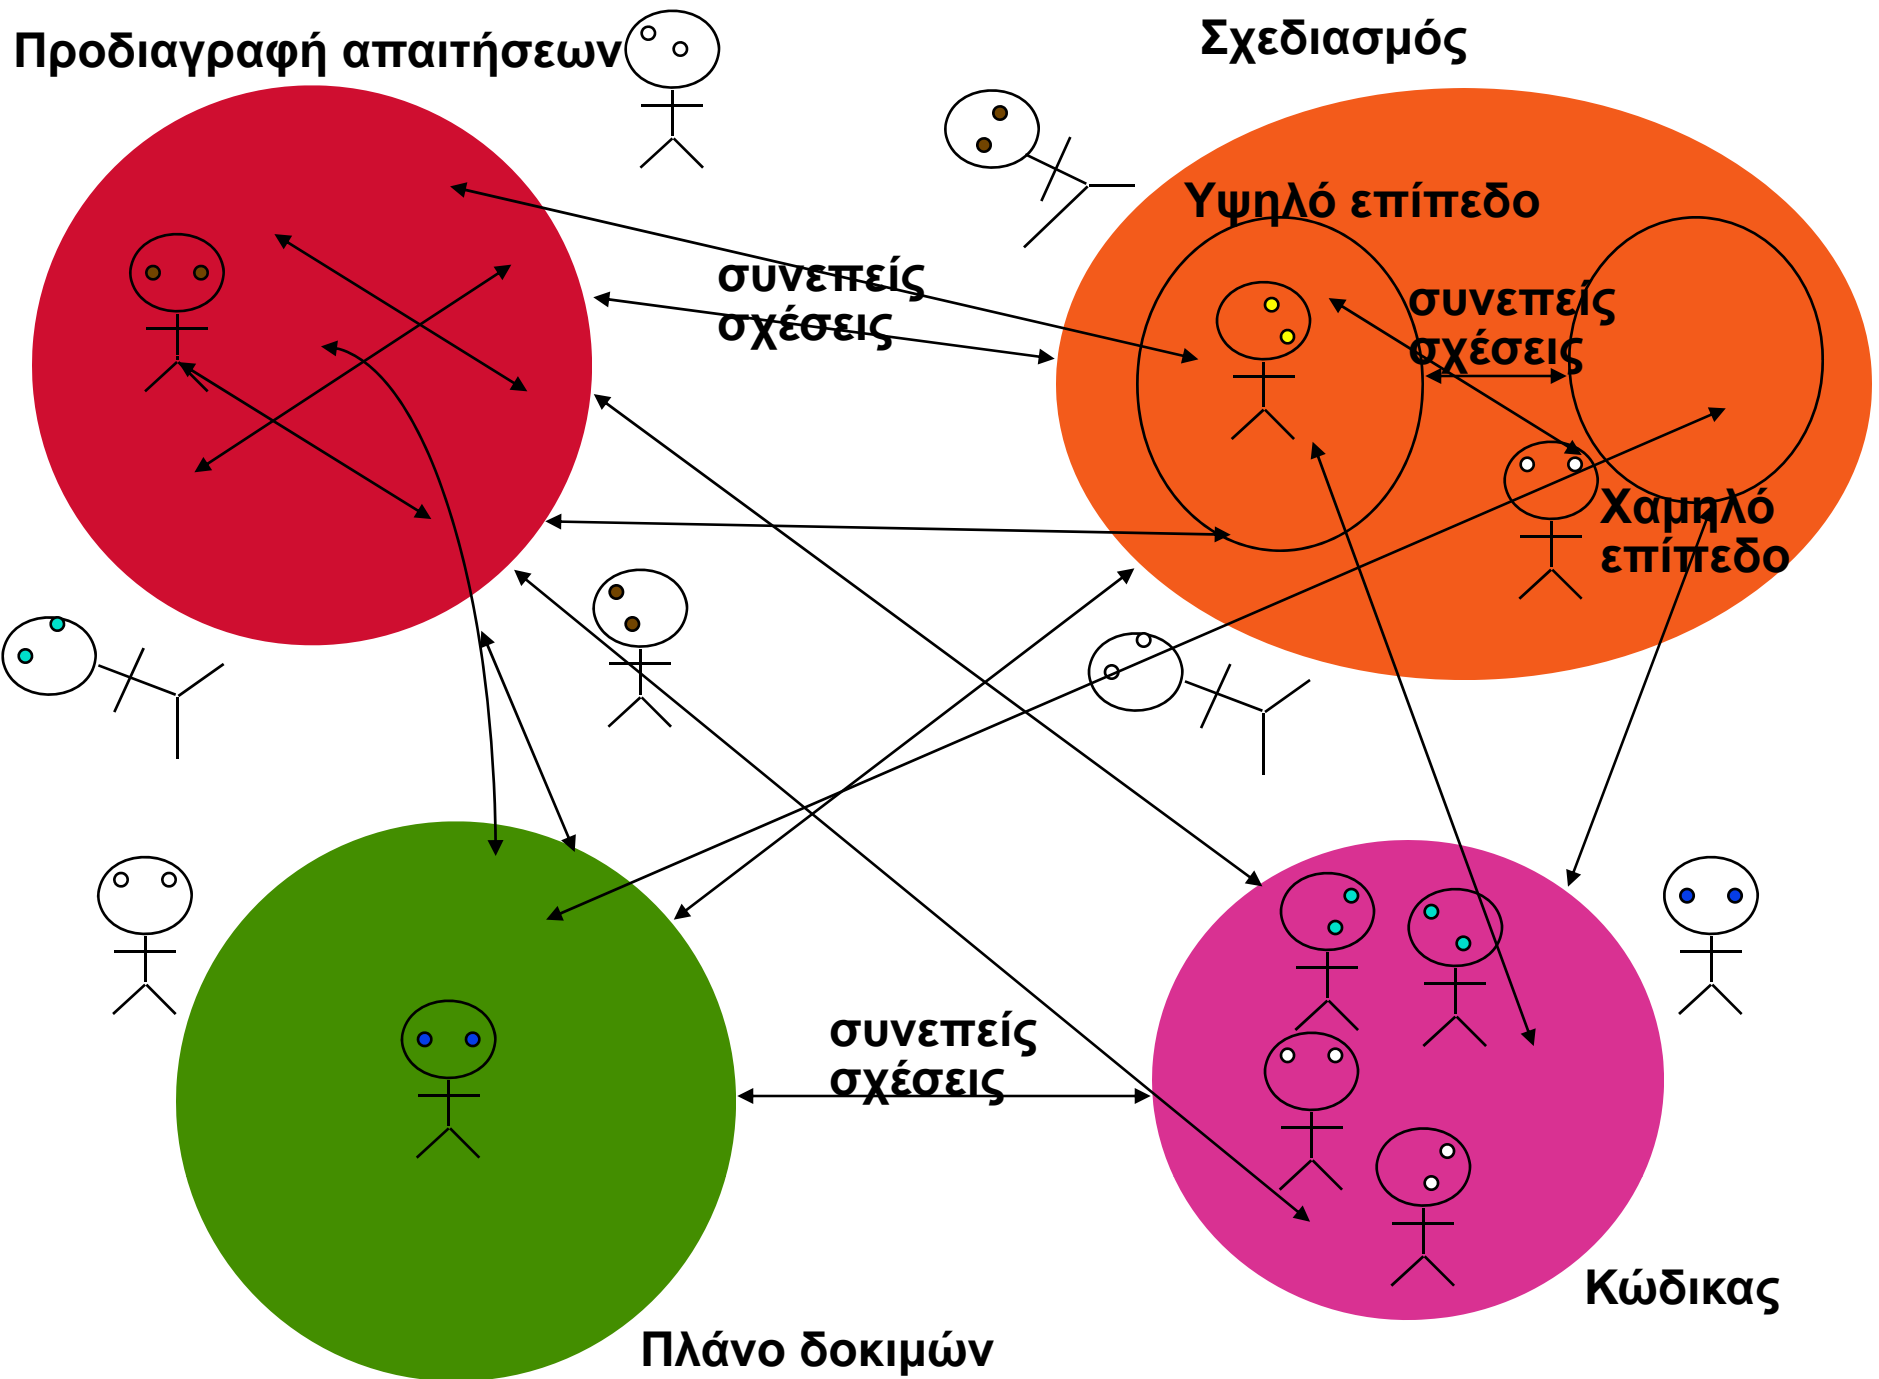 Προδιαγραφή απαιτήσεων
Σχεδιασμός
Υψηλό επίπεδο
συνεπείς
σχέσεις
συνεπείς
σχέσεις
Χαμηλό
επίπεδο
συνεπείς
σχέσεις
Κώδικας
Πλάνο δοκιμών